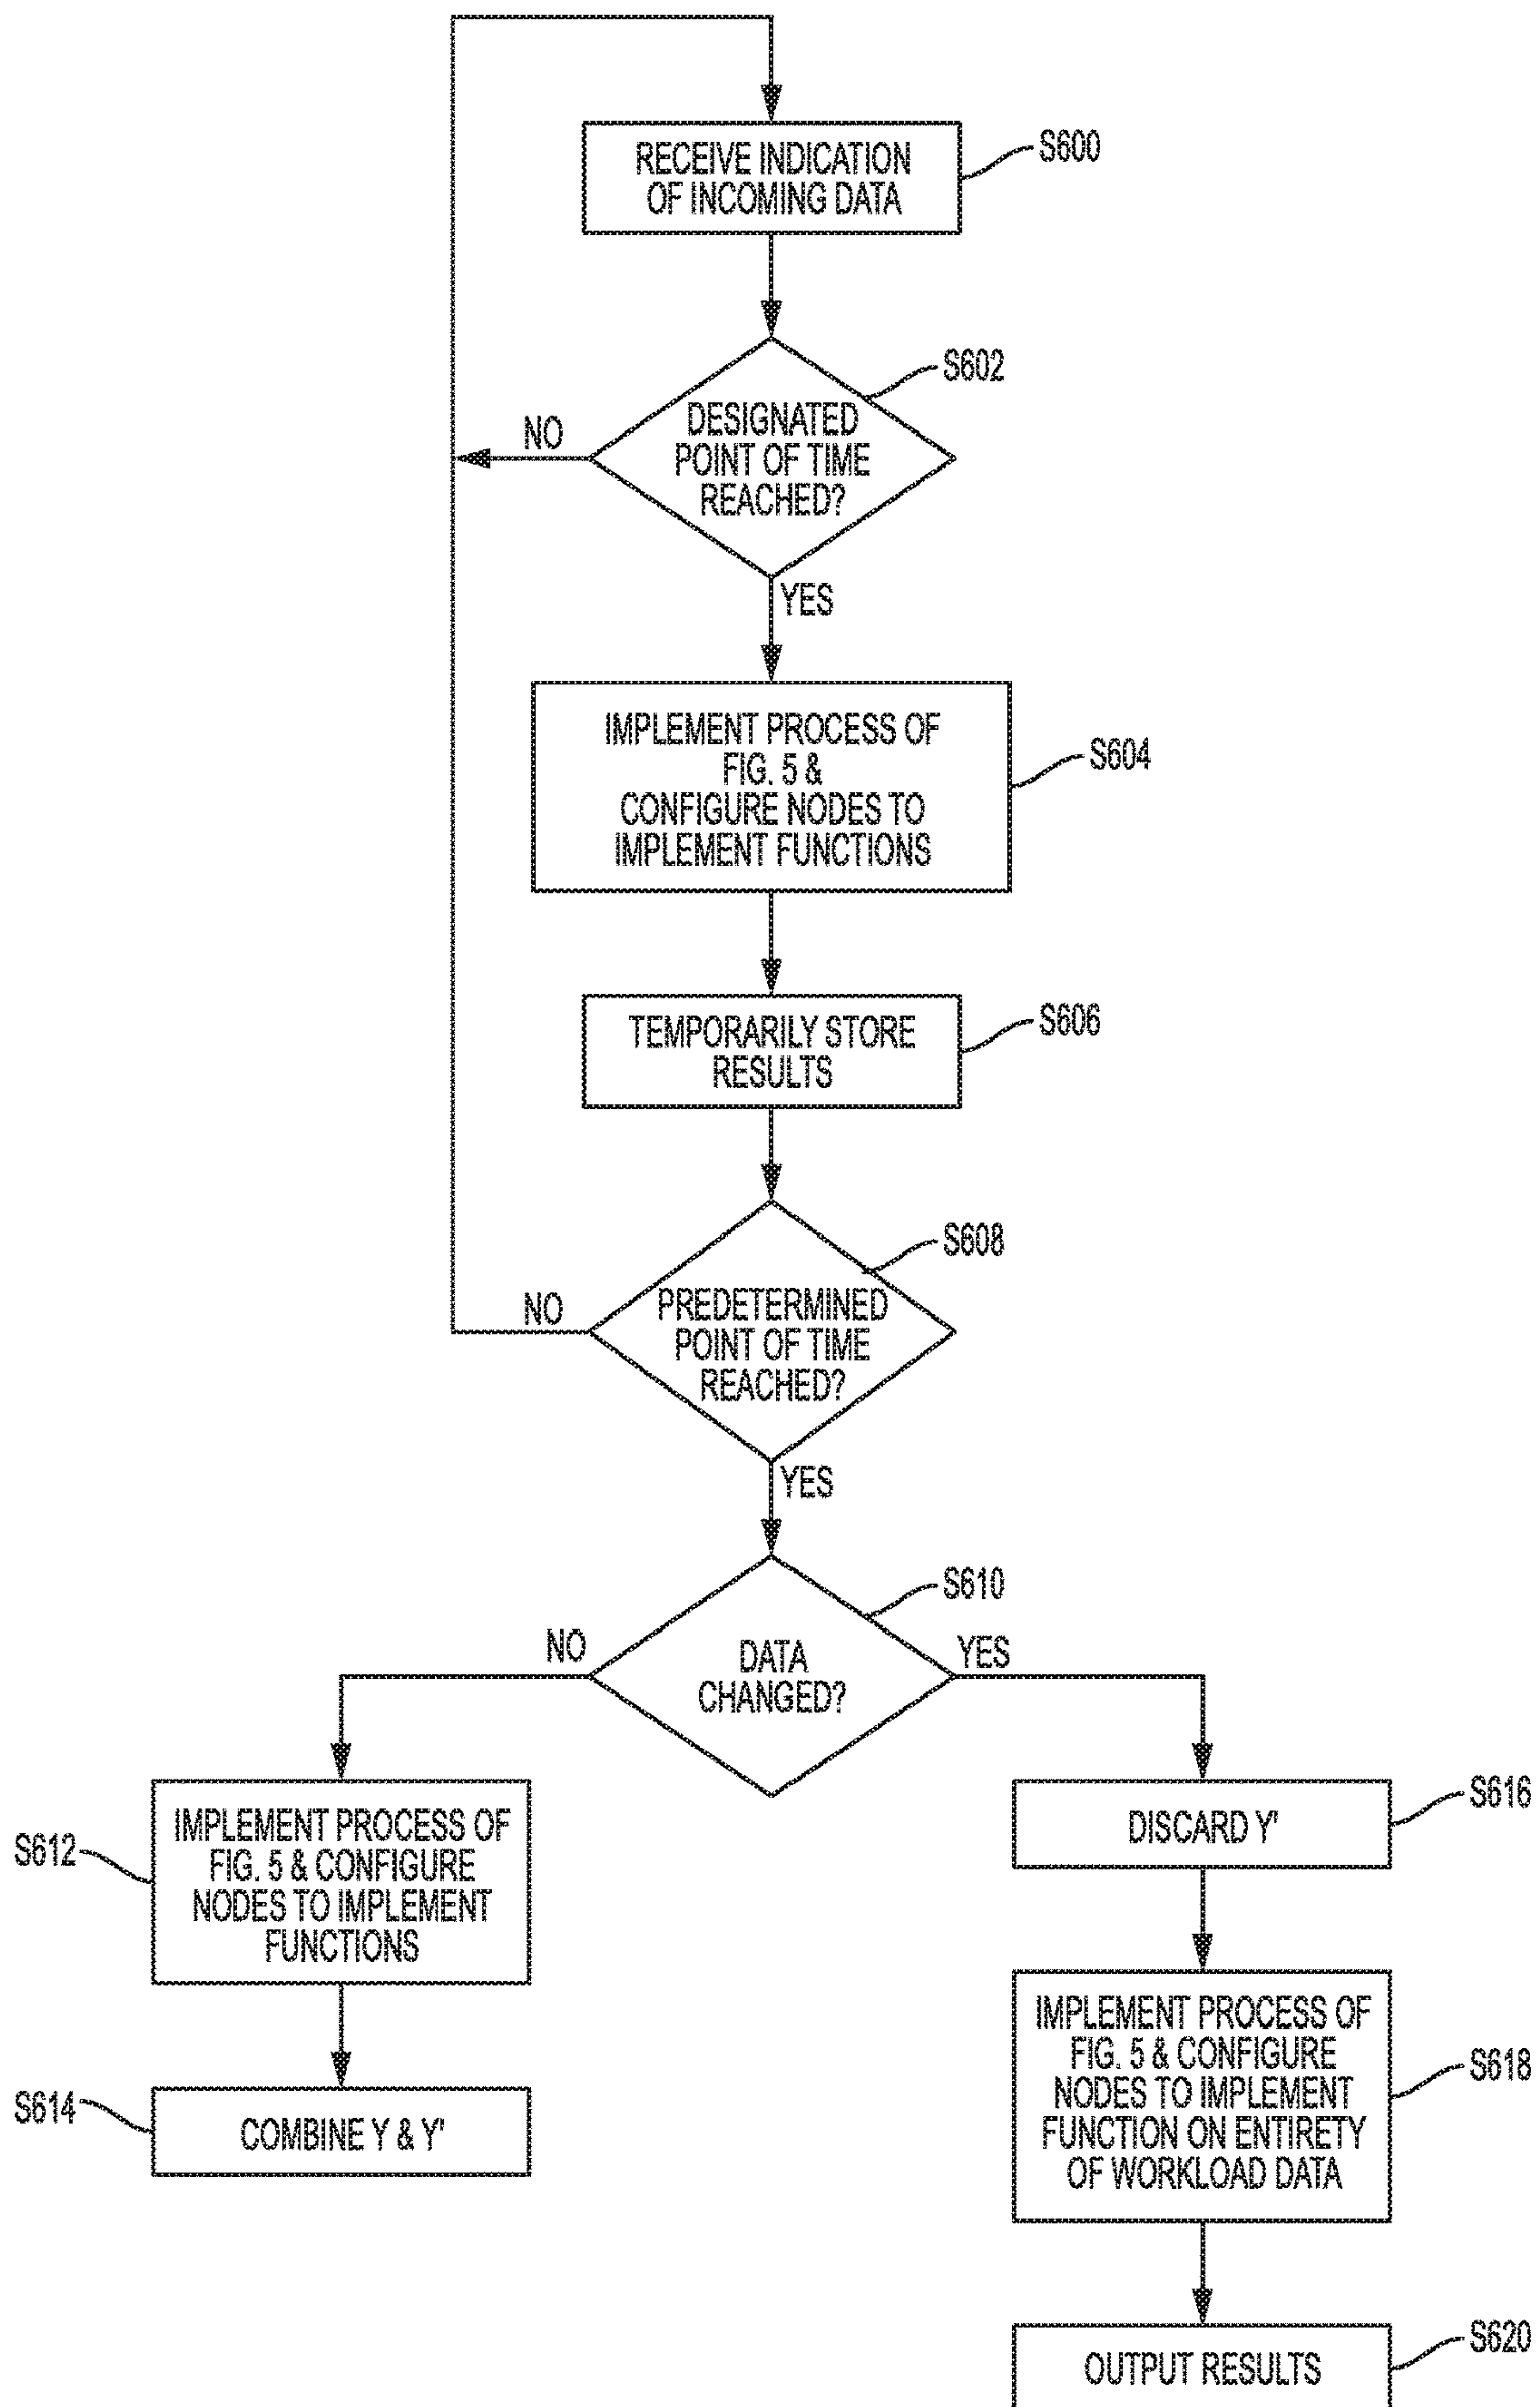 RECEIVE INDICATION
OF INCOMING DATA
S600
S602
DESIGNATED
POINT OF TIME
REACHED?
NO
YES
IMPLEMENT PROCESS OF
FIG. 5 &
CONFIGURE NODES TO
IMPLEMENT FUNCTIONS
S604
TEMPORARILY STORE
RESULTS
S606
S608
PREDETERMINED
POINT OF TIME
REACHED?
NO
YES
S610
DATA
CHANGED?
NO
YES
S612
IMPLEMENT PROCESS OF
FIG. 5 & CONFIGURE
NODES TO IMPLEMENT
FUNCTIONS
S614
COMBINE Y & Y'
DISCARD Y'
S616
IMPLEMENT PROCESS OF
FIG. 5 & CONFIGURE
NODES TO IMPLEMENT
FUNCTION ON ENTIRETY
OF WORKLOAD DATA
S618
OUTPUT RESULTS
S620